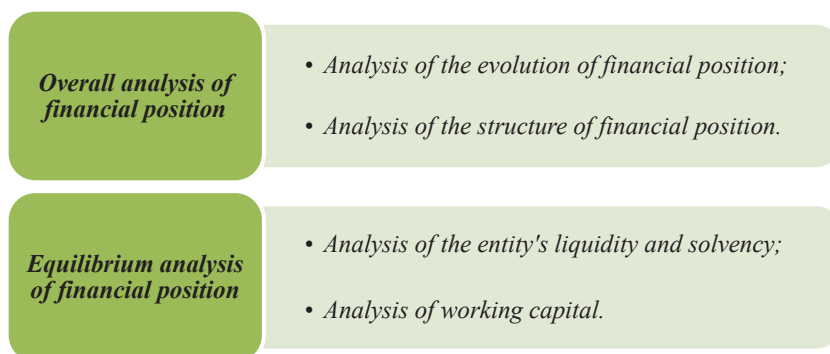 Overall analysis of
financial position
• Analysis of the evolution of financial position;
• Analysis of the structure of financial position.
Equilibrium analysis
of financial position
• Analysis of the entity's liquidity and solvency;
• Analysis of working capital.